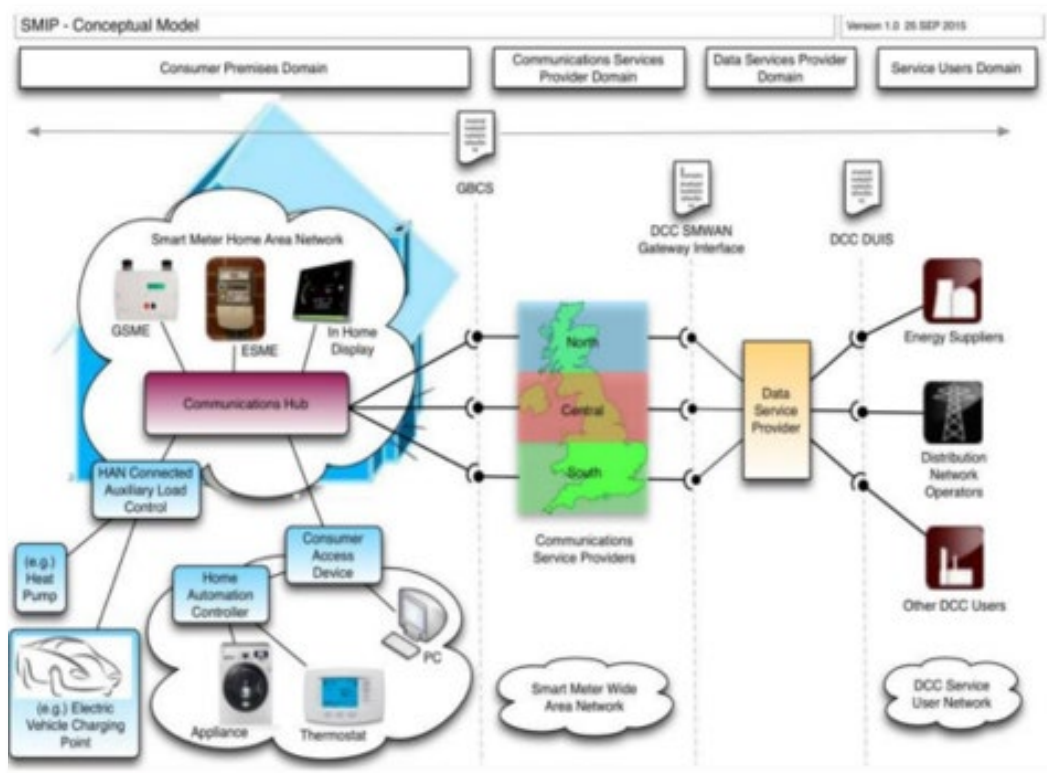 SMIP - Conceptual Model
Version 1.0 26 SEP 2015
Consumer Premises Domain
Communications Services
Provider Domain
Data Services Provider
Domain
Service Users Domain
GBCS
DCC SMWAN
Gateway Interface
DCC DUIS
Smart Meter Home Area Network
GSME
ESME
In Home
Display
Communications Hub
North
Central
South
Communications
Service Providers
Data
Service
Provider
Energy Suppliers
Distribution
Network
Operators
Other DCC Users
HAN Connected
Auxiliary Load
Control
(e.g.)
Heat
Pump
(e.g.) Electric
Vehicle Charging
Point
Consumer
Access
Device
Home
Automation
Controller
PC
Appliance
Thermostat
Smart Meter Wide
Area Network
DCC Service
User Network